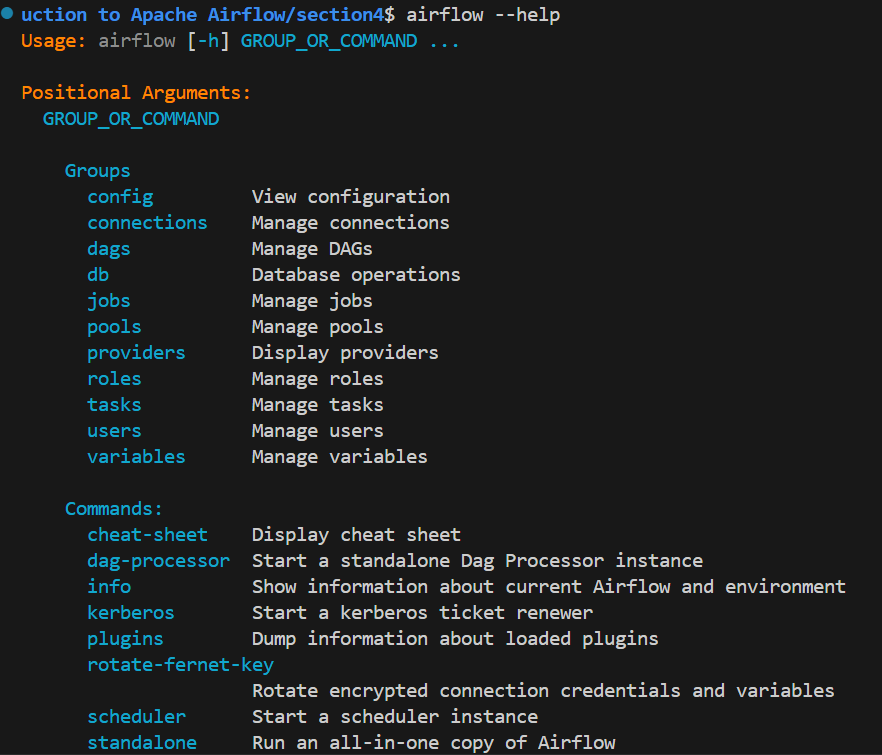 uction to Apache Airflow/section4$ airflow --help
Usage: airflow [-h] GROUP_OR_COMMAND ...
Positional Arguments:
GROUP_OR_COMMAND
Groups
config View configuration
connections Manage connections
dags Manage DAGs
db Database operations
jobs Manage jobs
pools Manage pools
providers Display providers
roles Manage roles
tasks Manage tasks
users Manage users
variables Manage variables
Commands:
cheat-sheet Display cheat sheet
dag-processor Start a standalone Dag Processor instance
info Show information about current Airflow and environment
kerberos Start a kerberos ticket renewer
plugins Dump information about loaded plugins
rotate-fernet-key
Rotate encrypted connection credentials and variables
scheduler Start a scheduler instance
standalone Run an all-in-one copy of Airflow